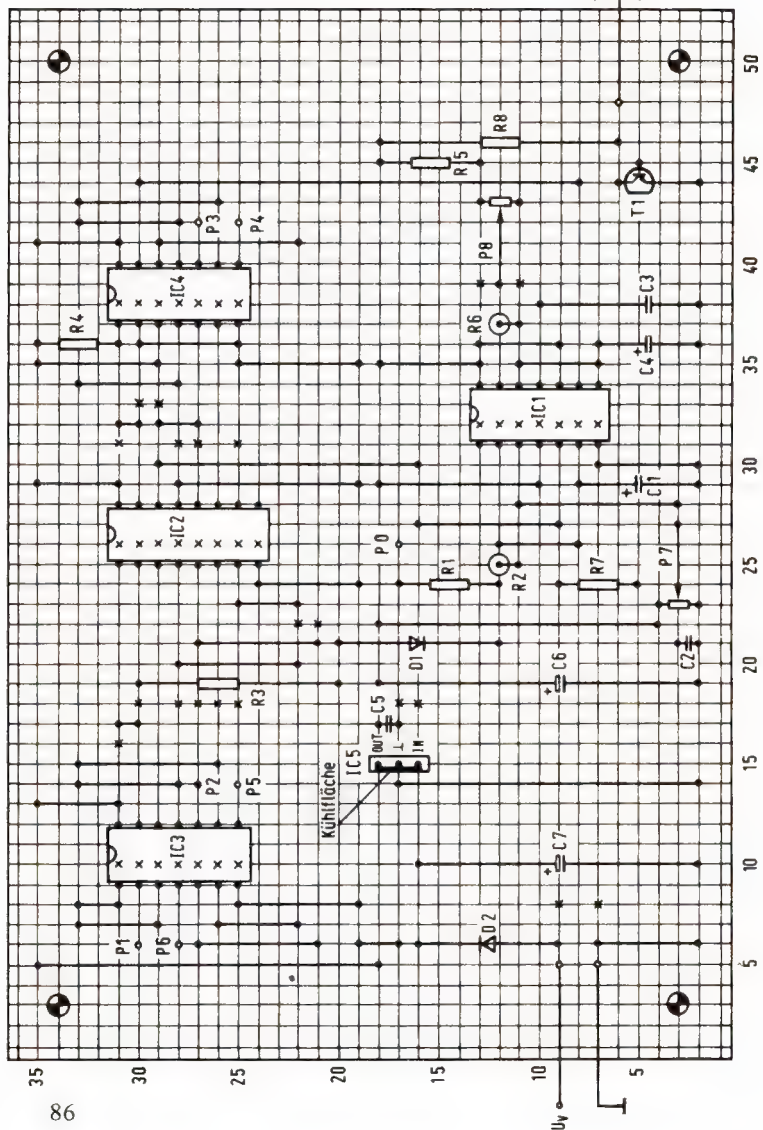 35
30
25
20
15
10
5
5
10
15
20
25
30
35
40
45
50
R4
IC4
P3
P4
IC2
IC3
P1
P6
P2
P5
R3
IC5
OUT
⊥
IN
C5
Kühlfläche
D1
P0
R1
R2
R7
P7
C1
C2
C6
C7
D2
IC1
R6
P8
R5
R8
C3
C4
T1
+
+
+
+
Uv
86